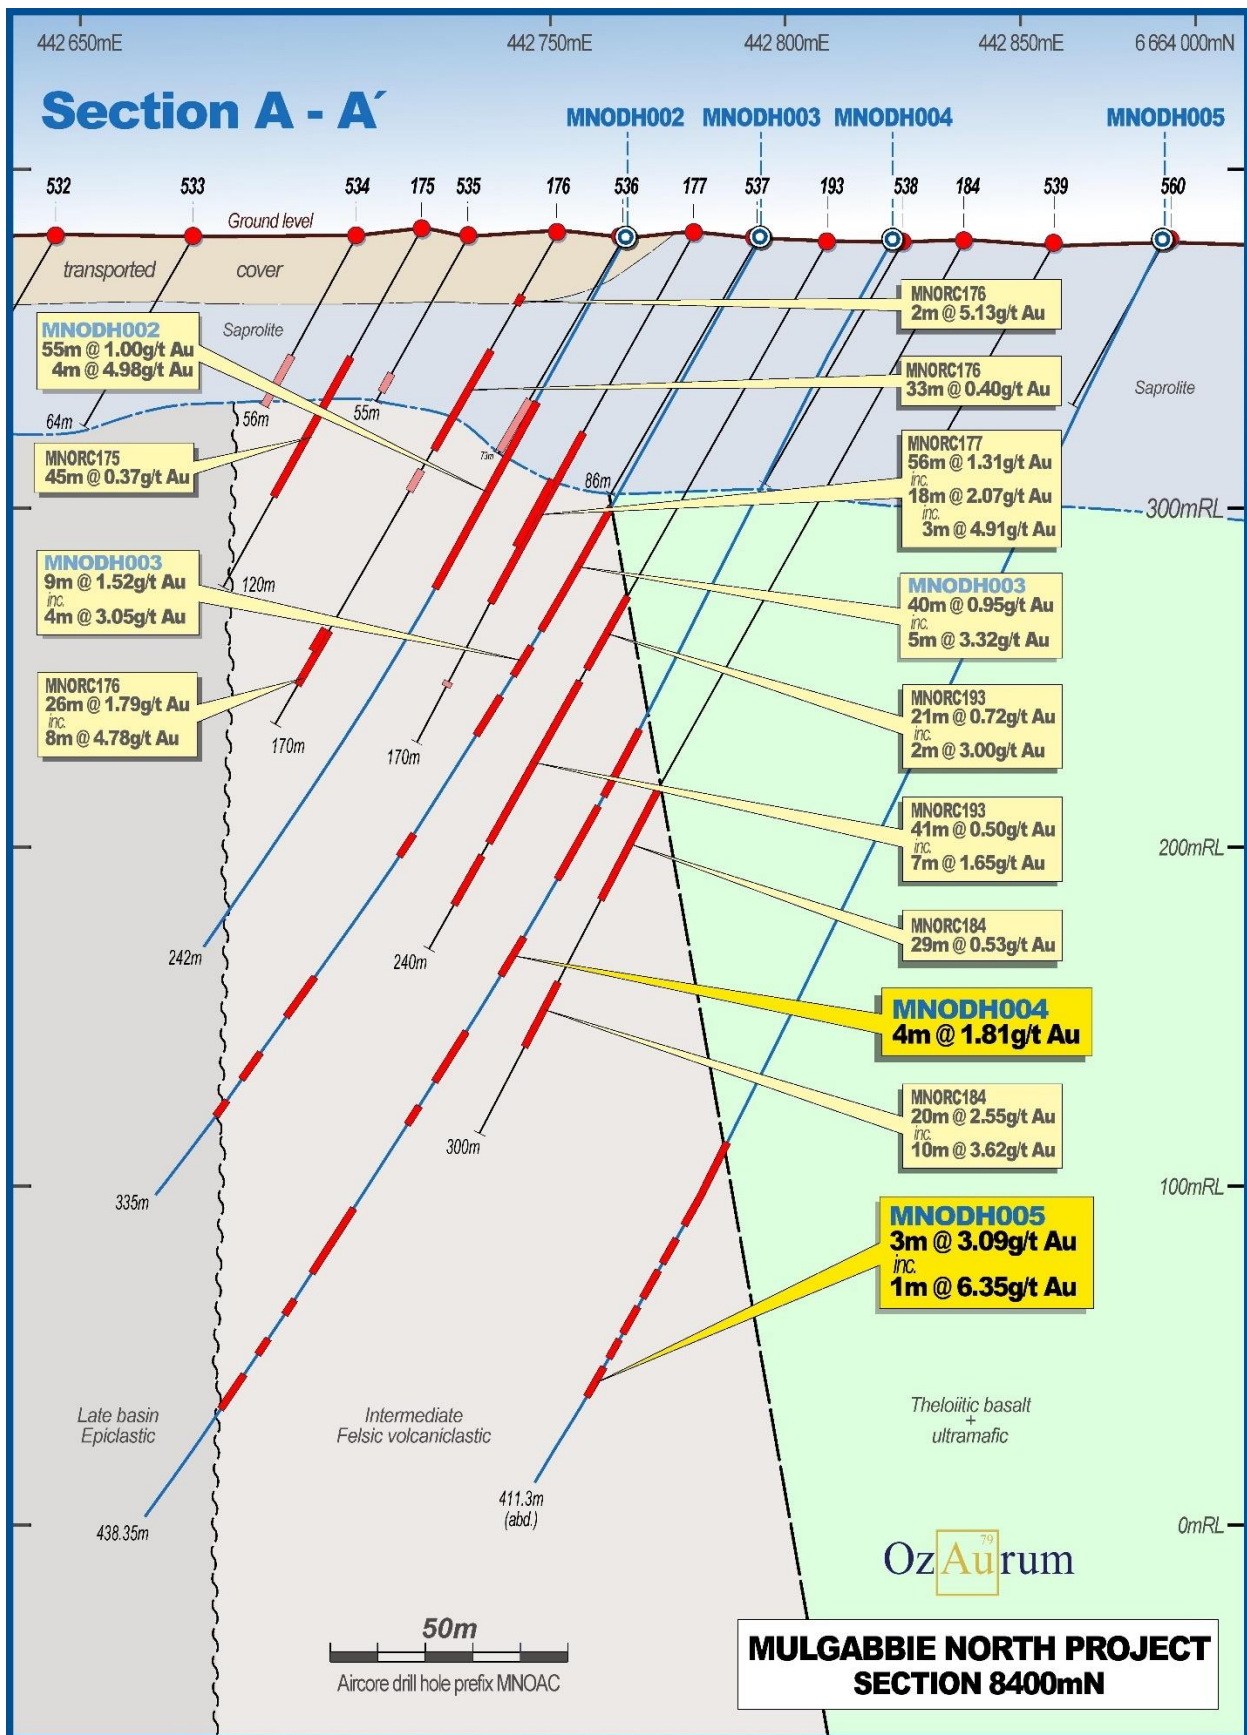 442 650mE
442 750mE
442 800mE
442 850mE
6 664 000mN
Section A - A´
MNODH002
MNODH003
MNODH004
MNODH005
532
533
534
175
535
176
536
177
537
193
538
184
539
560
Ground level
transported cover
Saprolite
Saprolite
MNODH002
55m @ 1.00g/t Au
4m @ 4.98g/t Au
MNORC176
2m @ 5.13g/t Au
MNORC176
33m @ 0.40g/t Au
64m
56m
55m
73m
86m
MNORC175
45m @ 0.37g/t Au
MNORC177
56m @ 1.31g/t Au
inc.
18m @ 2.07g/t Au
inc.
3m @ 4.91g/t Au
300mRL
MNODH003
9m @ 1.52g/t Au
inc.
4m @ 3.05g/t Au
120m
MNODH003
40m @ 0.95g/t Au
inc.
5m @ 3.32g/t Au
MNORC176
26m @ 1.79g/t Au
inc.
8m @ 4.78g/t Au
170m
170m
MNORC193
21m @ 0.72g/t Au
inc.
2m @ 3.00g/t Au
MNORC193
41m @ 0.50g/t Au
inc.
7m @ 1.65g/t Au
200mRL
MNORC184
29m @ 0.53g/t Au
242m
240m
MNODH004
4m @ 1.81g/t Au
MNORC184
20m @ 2.55g/t Au
inc.
10m @ 3.62g/t Au
300m
335m
100mRL
MNODH005
3m @ 3.09g/t Au
inc.
1m @ 6.35g/t Au
Late basin
Epiclastic
Intermediate
Felsic volcaniclastic
Theloiitic basalt
+
ultramafic
411.3m
(abd.)
438.35m
0mRL
79
OzAurum
50m
Aircore drill hole prefix MNOAC
MULGABBIE NORTH PROJECT
SECTION 8400mN